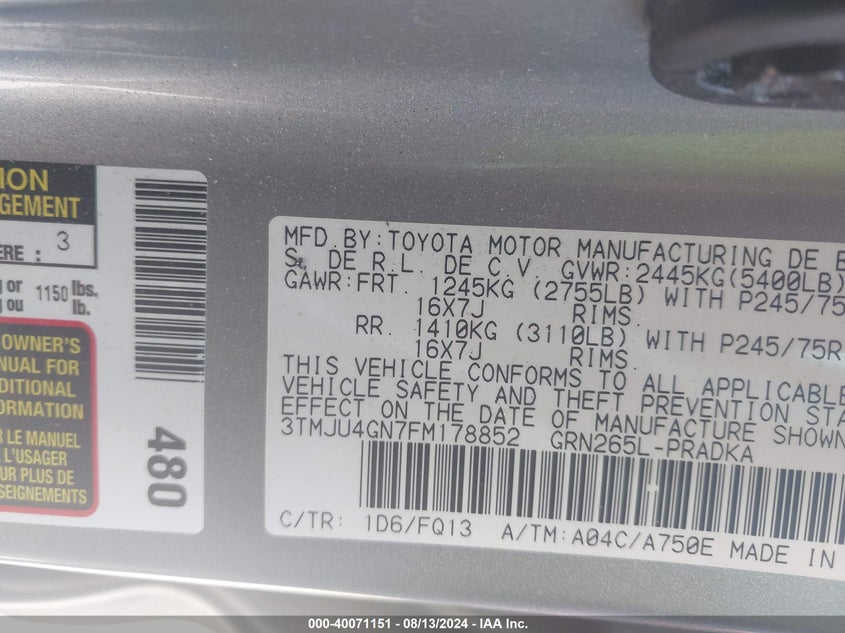 ION
GEMENT
ERE : 3
g or 1150 lbs.
ou lb.
OWNER'S
ANUAL FOR
DITIONAL
ORMATION
R LE MANUEL
L'USAGER
UR PLUS DE
SEIGNEMENTS
480
MFD.BY:TOYOTA MOTOR MANUFACTURING DE B
S. DE R.L. DE C.V. GVWR:2445KG(5400LB)
GAWR:FRT. 1245KG (2755LB) WITH P245/75
16X7J RIMS
RR. 1410KG (3110LB) WITH P245/75R
16X7J RIMS
THIS VEHICLE CONFORMS TO ALL APPLICABLE
VEHICLE SAFETY AND THEFT PREVENTION STA
EFFECT ON THE DATE OF MANUFACTURE SHOWN
3TMJU4GN7FM178852 GRN265L-PRADKA
C/TR: 1D6/FQ13 A/TM:A04C/A750E MADE IN
000-40071151 - 08/13/2024 - IAA Inc.